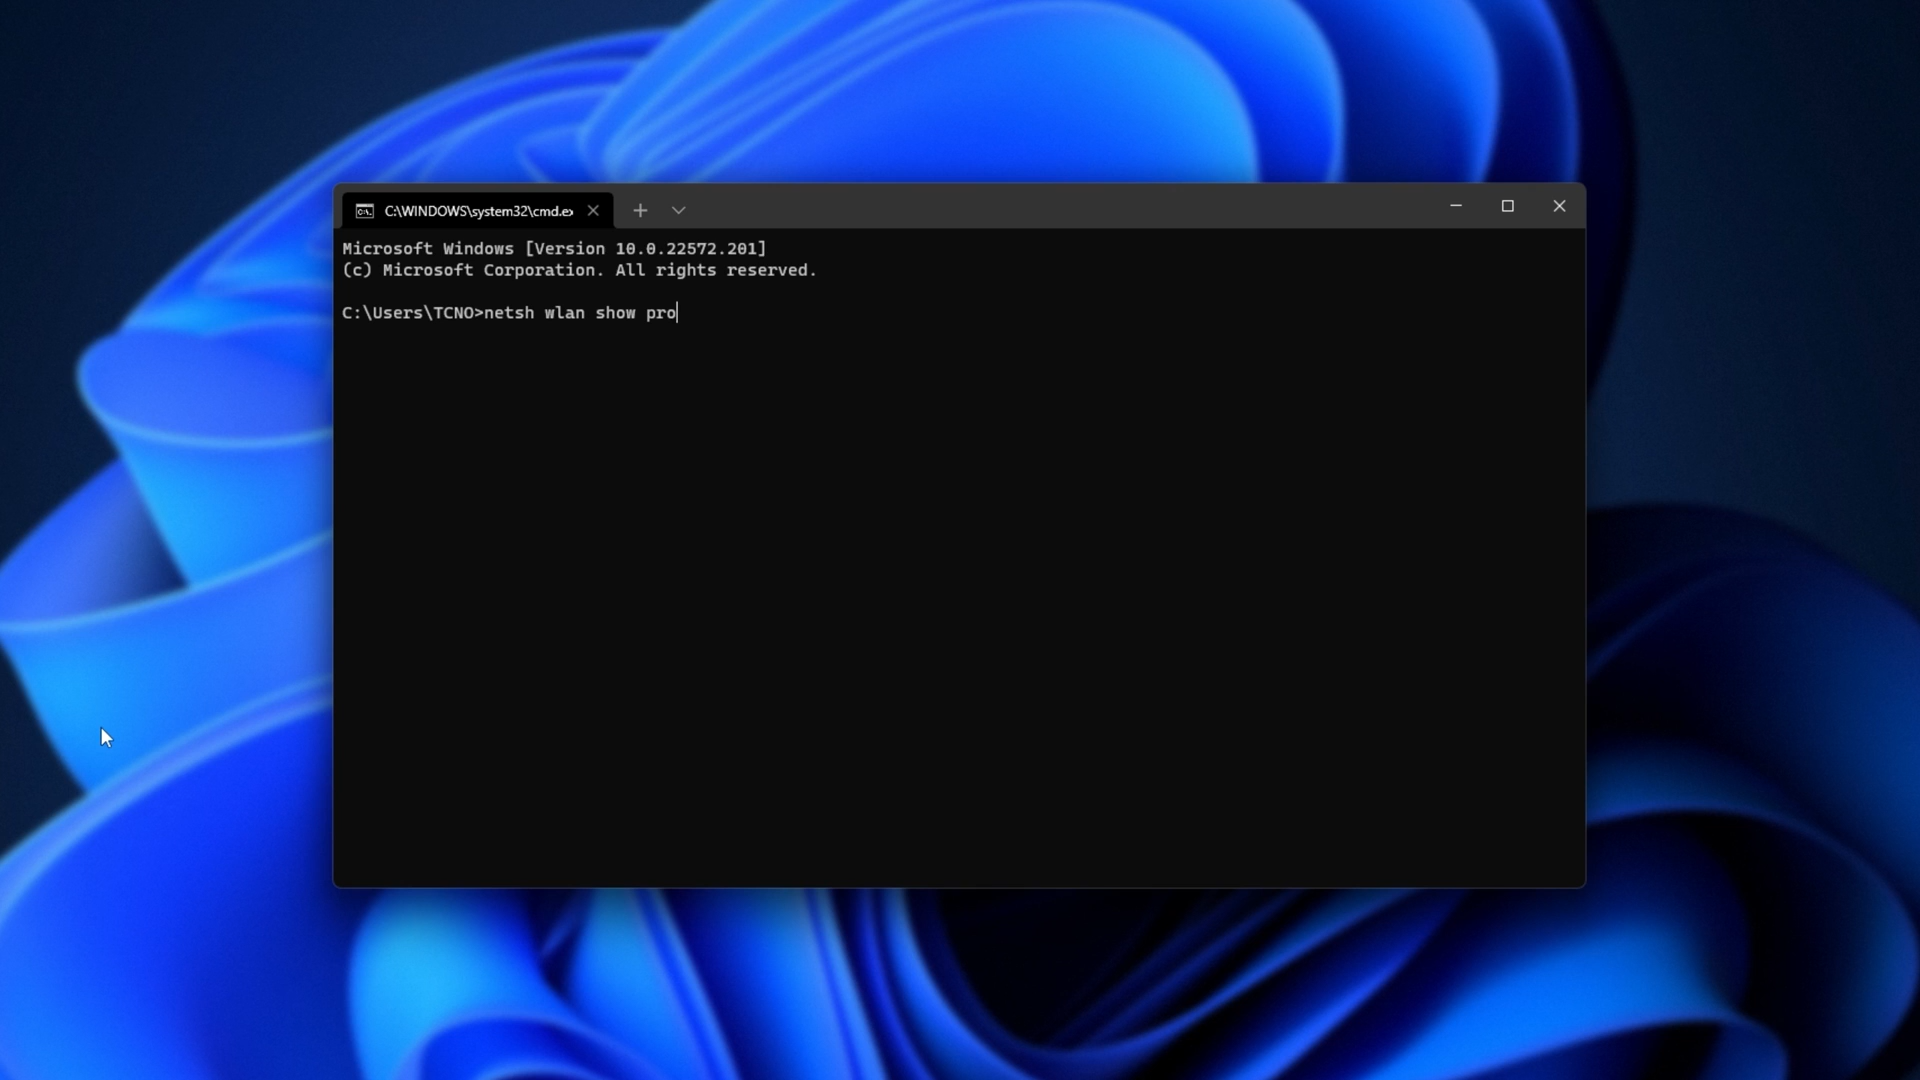 C:\WINDOWS\system32\cmd.ex
Microsoft Windows [Version 10.0.22572.201]
(c) Microsoft Corporation. All rights reserved.
C:\Users\TCNO>netsh wlan show pro